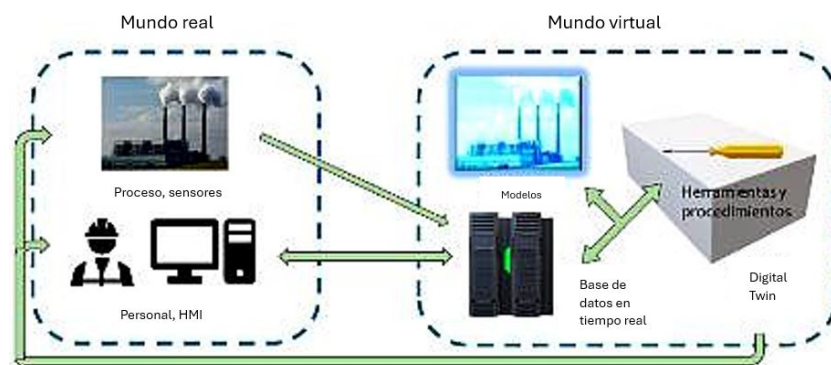 Mundo real
Mundo virtual
Proceso, sensores
Modelos
Herramientas y
procedimientos
Personal, HMI
Base de
datos en
tiempo real
Digital
Twin